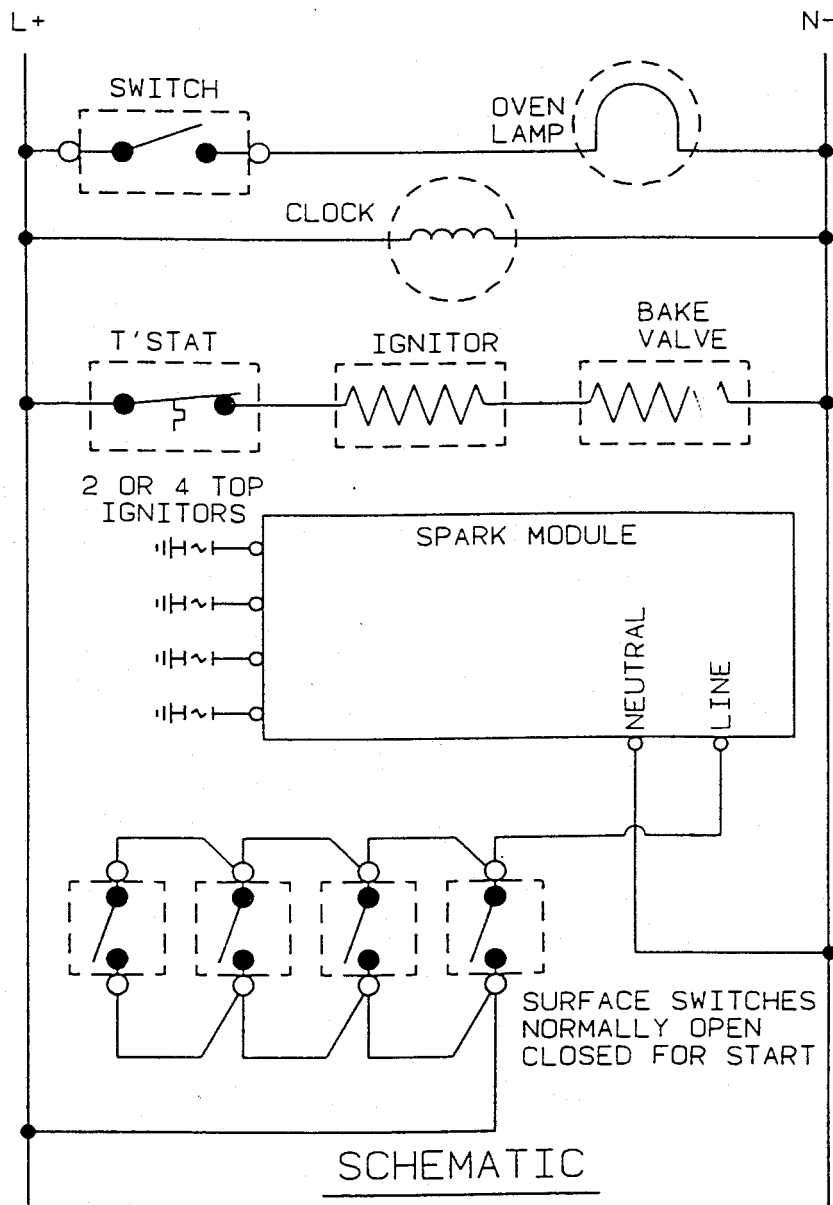 L+
N-
SWITCH
OVEN
LAMP
CLOCK
T'STAT
IGNITOR
BAKE
VALVE
2 OR 4 TOP
IGNITORS
SPARK MODULE
NEUTRAL
LINE
SURFACE SWITCHES
NORMALLY OPEN
CLOSED FOR START
SCHEMATIC